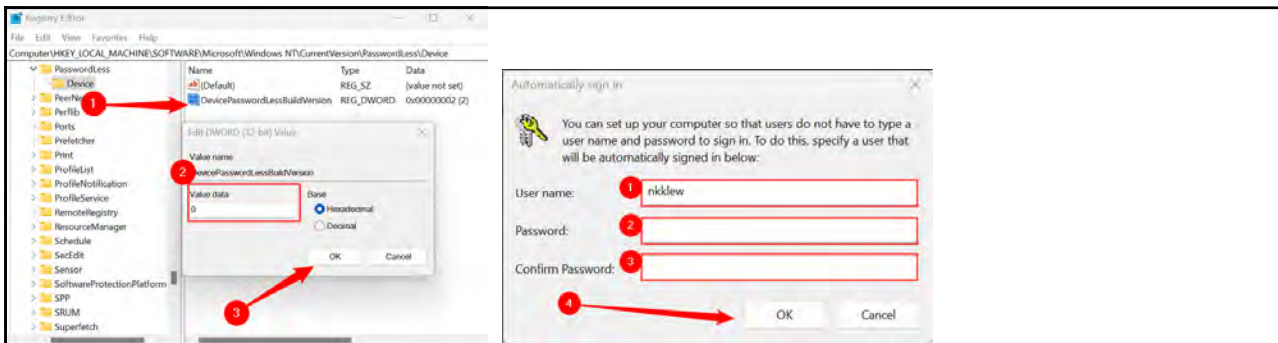 Registry Editor
File Edit View Favorites Help
Computer\HKEY_LOCAL_MACHINE\SOFTWARE\Microsoft\Windows NT\CurrentVersion\PasswordLess\Device
PasswordLess
Device
PeerNe
Perflib
Ports
Prefetcher
Print
ProfileList
ProfileNotification
ProfileService
RemoteRegistry
ResourceManager
Schedule
SecEdit
Sensor
SoftwareProtectionPlatform
SPP
SRUM
Superfetch
Name Type Data
(Default) REG_SZ (value not set)
DevicePasswordLessBuildVersion REG_DWORD 0x00000002 (2)
1
Edit DWORD (32-bit) Value
Value name:
DevicePasswordLessBuildVersion
2
Value data: Base
0 Hexadecimal
Decimal
OK Cancel
3
Automatically sign in
You can set up your computer so that users do not have to type a
user name and password to sign in. To do this, specify a user that
will be automatically signed in below:
User name: 1 nkklew
Password: 2
Confirm Password: 3
4 OK Cancel